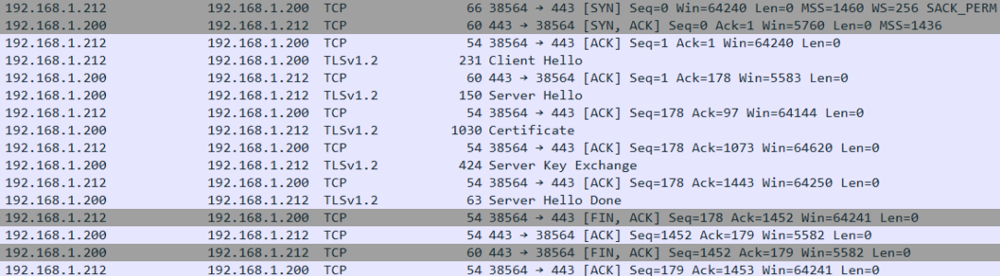 192.168.1.212 192.168.1.200 TCP 66 38564 → 443 [SYN] Seq=0 Win=64240 Len=0 MSS=1460 WS=256 SACK_PERM
192.168.1.200 192.168.1.212 TCP 60 443 → 38564 [SYN, ACK] Seq=0 Ack=1 Win=5760 Len=0 MSS=1436
192.168.1.212 192.168.1.200 TCP 54 38564 → 443 [ACK] Seq=1 Ack=1 Win=64240 Len=0
192.168.1.212 192.168.1.200 TLSv1.2 231 Client Hello
192.168.1.200 192.168.1.212 TCP 60 443 → 38564 [ACK] Seq=1 Ack=178 Win=5583 Len=0
192.168.1.200 192.168.1.212 TLSv1.2 150 Server Hello
192.168.1.212 192.168.1.200 TCP 54 38564 → 443 [ACK] Seq=178 Ack=97 Win=64144 Len=0
192.168.1.200 192.168.1.212 TLSv1.2 1030 Certificate
192.168.1.212 192.168.1.200 TCP 54 38564 → 443 [ACK] Seq=178 Ack=1073 Win=64620 Len=0
192.168.1.200 192.168.1.212 TLSv1.2 424 Server Key Exchange
192.168.1.212 192.168.1.200 TCP 54 38564 → 443 [ACK] Seq=178 Ack=1443 Win=64250 Len=0
192.168.1.200 192.168.1.212 TLSv1.2 63 Server Hello Done
192.168.1.212 192.168.1.200 TCP 54 38564 → 443 [FIN, ACK] Seq=178 Ack=1452 Win=64241 Len=0
192.168.1.200 192.168.1.212 TCP 54 443 → 38564 [ACK] Seq=1452 Ack=179 Win=5582 Len=0
192.168.1.200 192.168.1.212 TCP 60 443 → 38564 [FIN, ACK] Seq=1452 Ack=179 Win=5582 Len=0
192.168.1.212 192.168.1.200 TCP 54 38564 → 443 [ACK] Seq=179 Ack=1453 Win=64241 Len=0